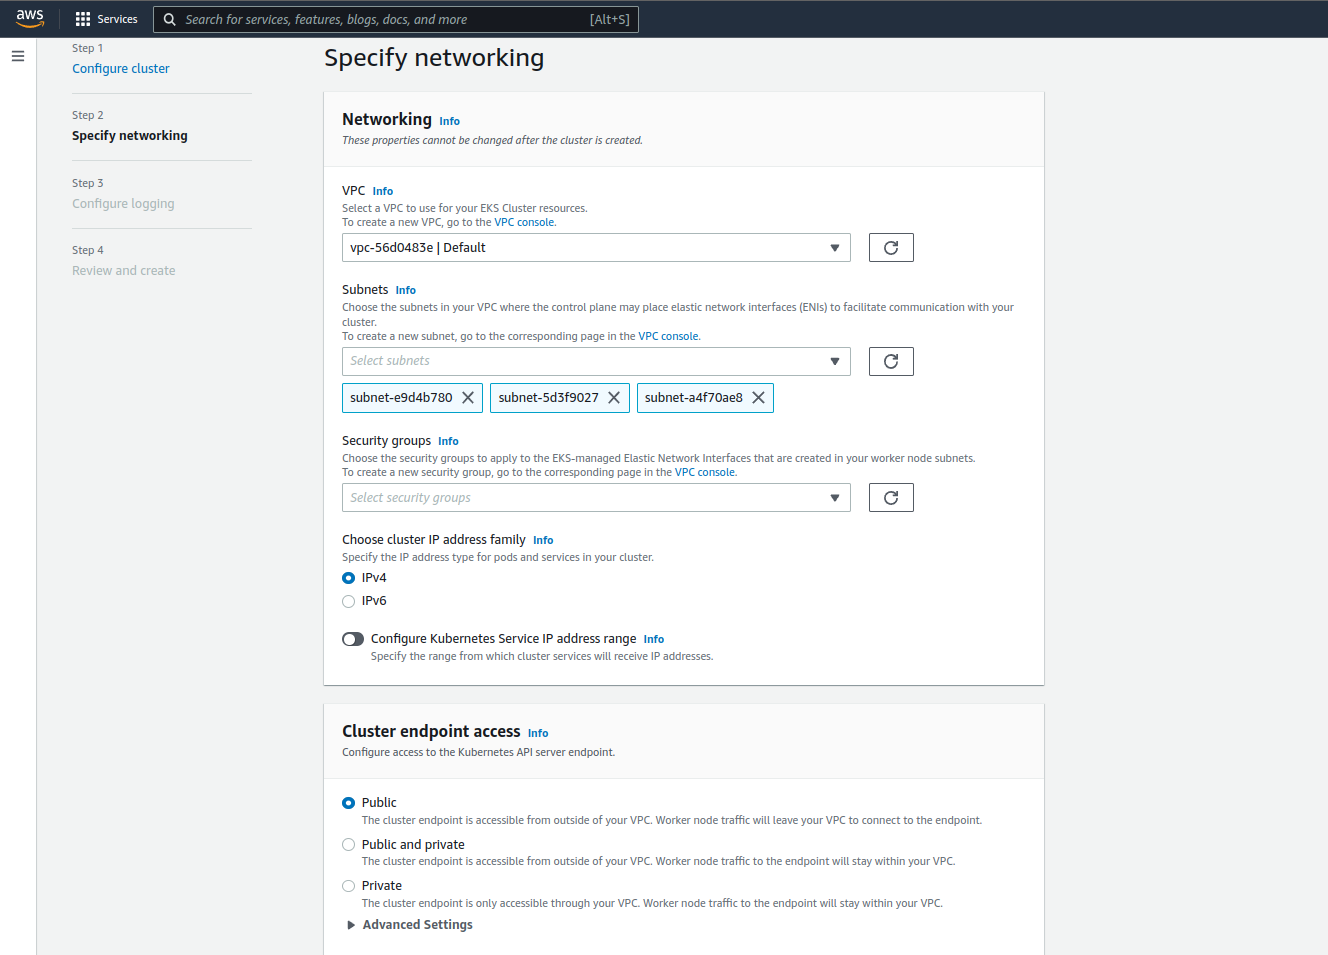 aws
Services
Search for services, features, blogs, docs, and more
[Alt+S]
Step 1
Configure cluster
Step 2
Specify networking
Step 3
Configure logging
Step 4
Review and create
Specify networking
Networking Info
These properties cannot be changed after the cluster is created.
VPC Info
Select a VPC to use for your EKS Cluster resources.
To create a new VPC, go to the VPC console.
vpc-56d0483e | Default
Subnets Info
Choose the subnets in your VPC where the control plane may place elastic network interfaces (ENIs) to facilitate communication with your
cluster.
To create a new subnet, go to the corresponding page in the VPC console.
Select subnets
subnet-e9d4b780 subnet-5d3f9027 subnet-a4f70ae8
Security groups Info
Choose the security groups to apply to the EKS-managed Elastic Network Interfaces that are created in your worker node subnets.
To create a new security group, go to the corresponding page in the VPC console.
Select security groups
Choose cluster IP address family Info
Specify the IP address type for pods and services in your cluster.
IPv4
IPv6
Configure Kubernetes Service IP address range Info
Specify the range from which cluster services will receive IP addresses.
Cluster endpoint access Info
Configure access to the Kubernetes API server endpoint.
Public
The cluster endpoint is accessible from outside of your VPC. Worker node traffic will leave your VPC to connect to the endpoint.
Public and private
The cluster endpoint is accessible from outside of your VPC. Worker node traffic to the endpoint will stay within your VPC.
Private
The cluster endpoint is only accessible through your VPC. Worker node traffic to the endpoint will stay within your VPC.
Advanced Settings